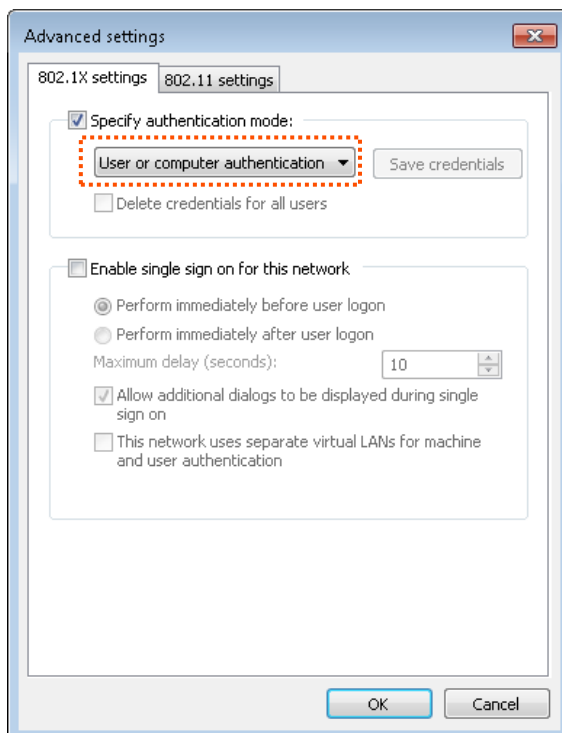 Advanced settings
802.1X settings
802.11 settings
Specify authentication mode:
User or computer authentication
Save credentials
Delete credentials for all users
Enable single sign on for this network
Perform immediately before user logon
Perform immediately after user logon
Maximum delay (seconds):
10
Allow additional dialogs to be displayed during single
sign on
This network uses separate virtual LANs for machine
and user authentication
OK
Cancel